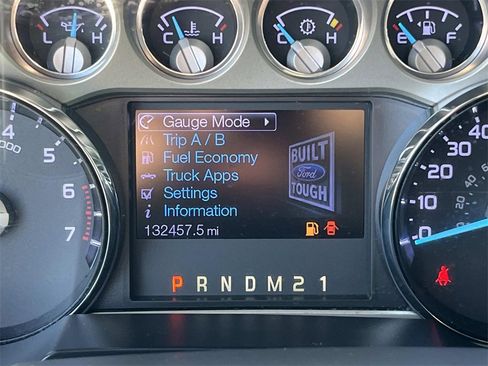 C H
E F
Gauge Mode
Trip A / B
Fuel Economy
Truck Apps
Settings
Information
132457.5 mi
BUILT
Ford
TOUGH
P R N D M 2 1
4
5
6
7
40
30
20
10
0